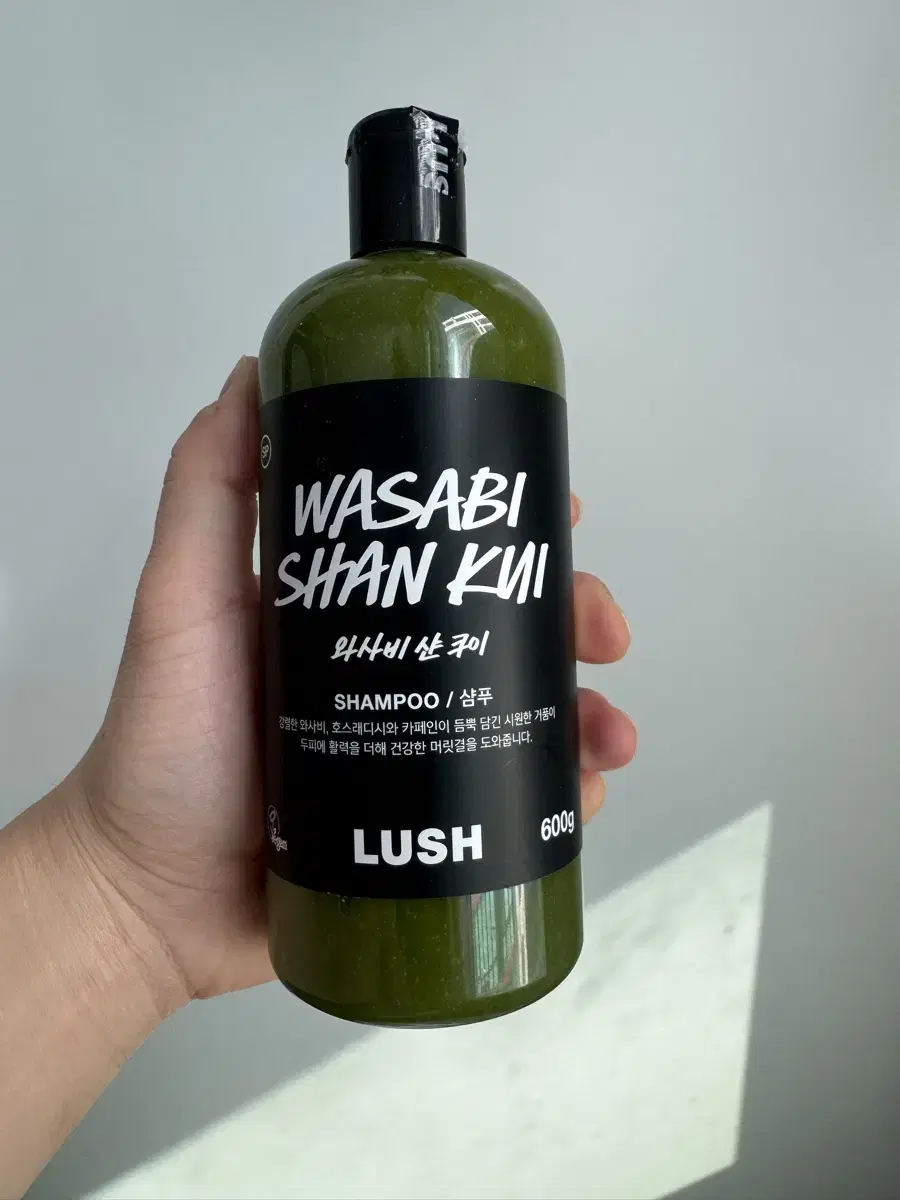 LUSH
SP
WASABI
SHAN KUI
와사비 샨 쿠이
SHAMPOO / 샴푸
강렬한 와사비, 호스래디시와 카페인이 듬뿍 담긴 시원한 거품이
두피에 활력을 더해 건강한 머릿결을 도와줍니다.
Vegan
LUSH
600g